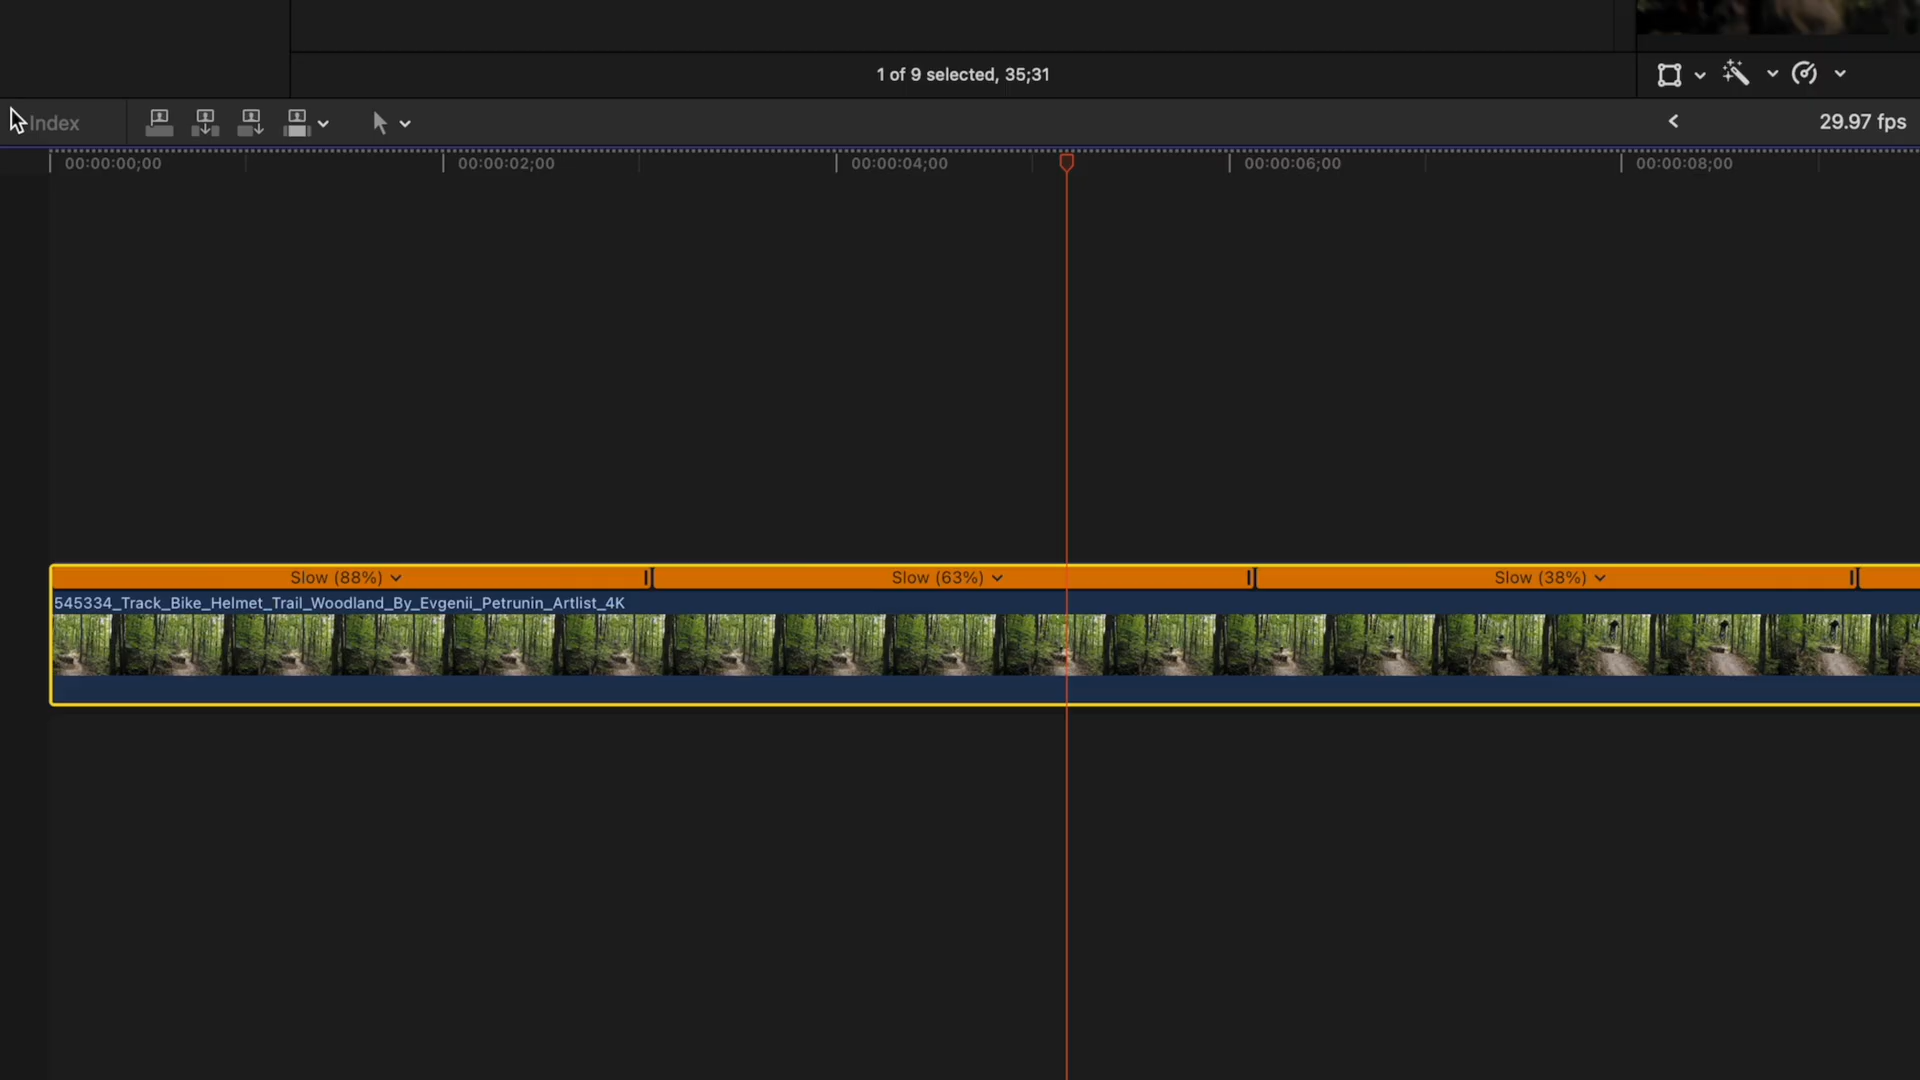 1 of 9 selected, 35;31
Index
29.97 fps
00:00:00;00
00:00:02;00
00:00:04;00
00:00:06;00
00:00:08;00
Slow (88%)
Slow (63%)
Slow (38%)
545334_Track_Bike_Helmet_Trail_Woodland_By_Evgenii_Petrunin_Artlist_4K